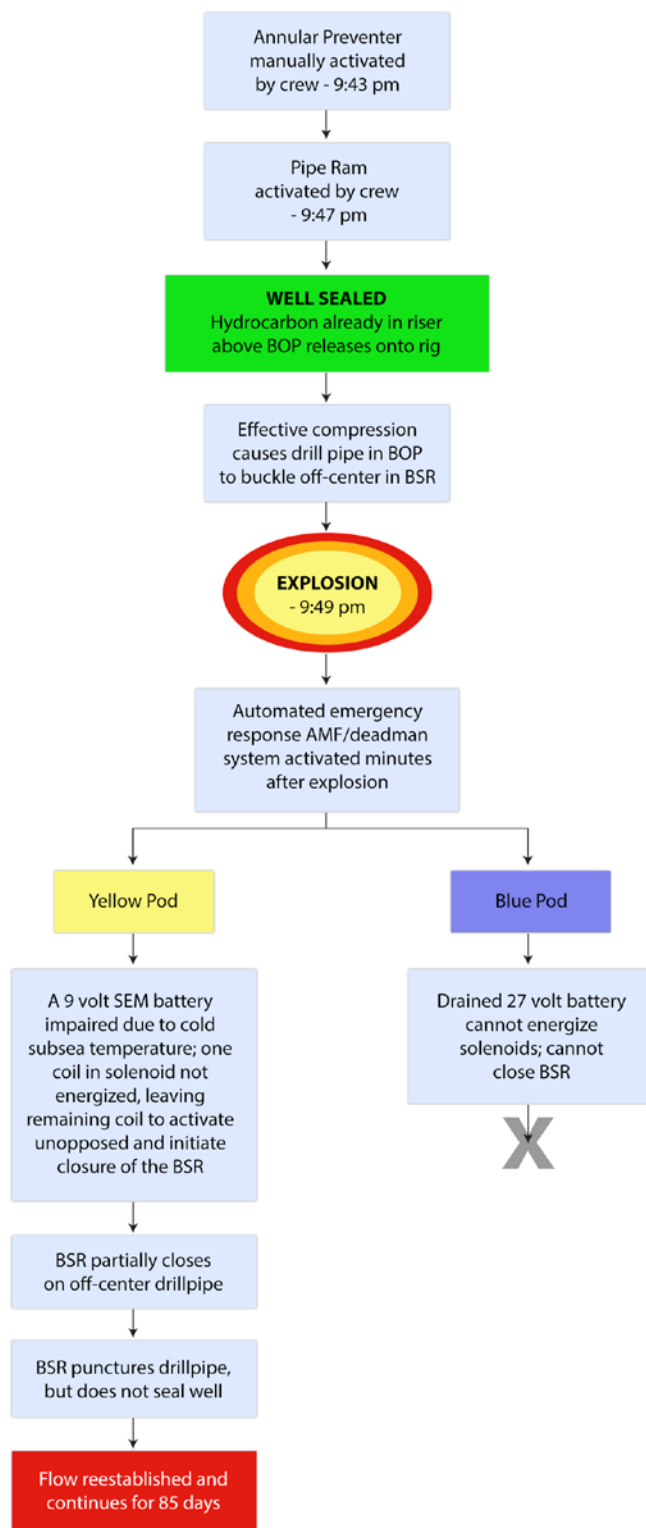 Annular Preventer
manually activated
by crew - 9:43 pm
Pipe Ram
activated by crew
- 9:47 pm
WELL SEALED
Hydrocarbon already in riser
above BOP releases onto rig
Effective compression
causes drill pipe in BOP
to buckle off-center in BSR
EXPLOSION
- 9:49 pm
Automated emergency
response AMF/deadman
system activated minutes
after explosion
Yellow Pod
Blue Pod
A 9 volt SEM battery
impaired due to cold
subsea temperature; one
coil in solenoid not
energized, leaving
remaining coil to activate
unopposed and initiate
closure of the BSR
Drained 27 volt battery
cannot energize
solenoids; cannot
close BSR
X
BSR partially closes
on off-center drillpipe
BSR punctures drillpipe,
but does not seal well
Flow reestablished and
continues for 85 days